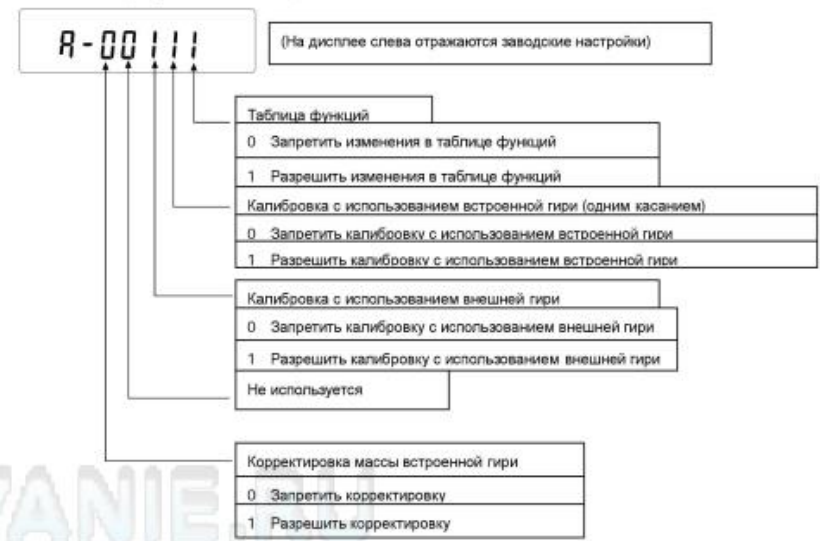 A-00111
(На дисплее слева отражаются заводские настройки)
Таблица функций
0 Запретить изменения в таблице функций
1 Разрешить изменения в таблице функций
Калибровка с использованием встроенной гири (одним касанием)
0 Запретить калибровку с использованием встроенной гири
1 Разрешить калибровку с использованием встроенной гири
Калибровка с использованием внешней гири
0 Запретить калибровку с использованием внешней гири
1 Разрешить калибровку с использованием внешней гири
Не используется
Корректировка массы встроенной гири
0 Запретить корректировку
1 Разрешить корректировку
VANIE.RU